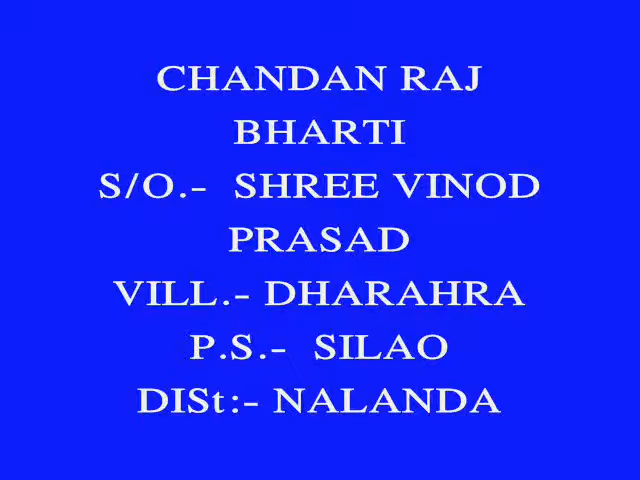 CHANDAN RAJ
BHARTI
S/O.-  SHREE VINOD
PRASAD
VILL.- DHARAHRA
P.S.-  SILAO
DISt:- NALANDA